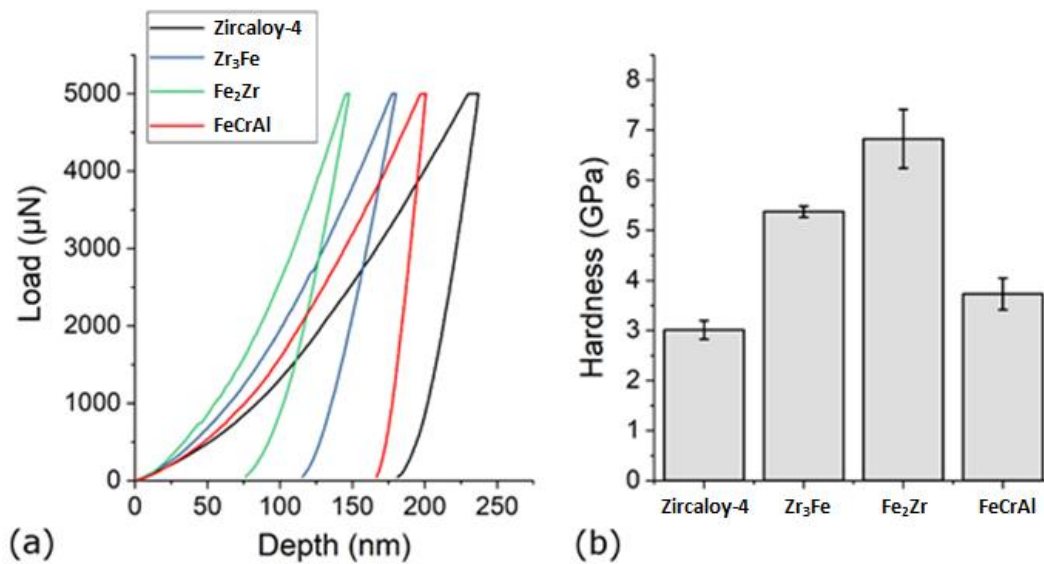 Zircaloy-4
Zr₃Fe
Fe₂Zr
FeCrAl
5000
4000
3000
2000
1000
0
Load (µN)
0 50 100 150 200 250
Depth (nm)
(a)
8
7
6
5
4
3
2
1
0
Hardness (GPa)
Zircaloy-4 Zr₃Fe Fe₂Zr FeCrAl
(b)